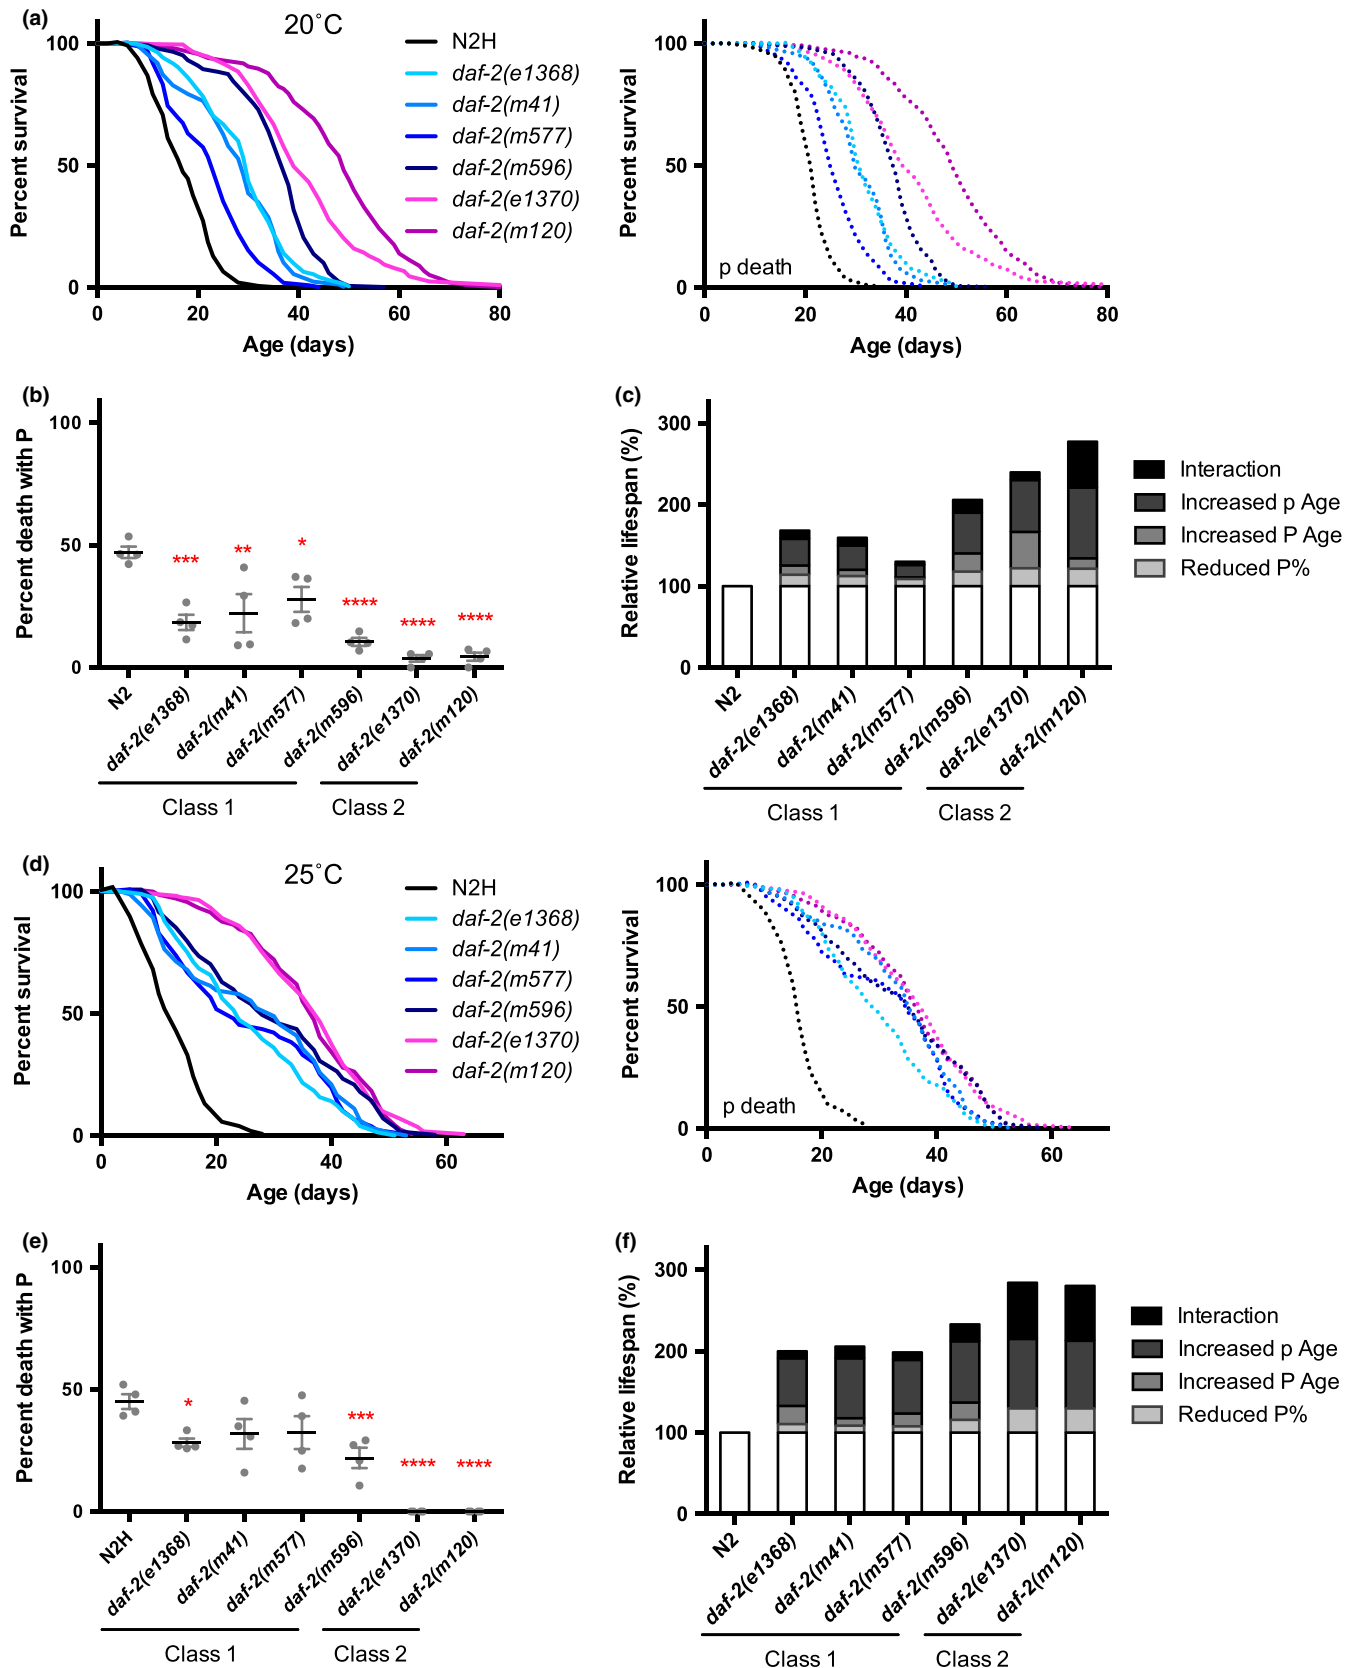 (a)
20˚C
100
50
0
Percent survival
0 20 40 60 80
Age (days)
N2H
daf-2(e1368)
daf-2(m41)
daf-2(m577)
daf-2(m596)
daf-2(e1370)
daf-2(m120)
100
50
0
Percent survival
p death
0 20 40 60 80
Age (days)
(b)
100
50
0
Percent death with P
*** ** * **** **** ****
N2 daf-2(e1368) daf-2(m41) daf-2(m577) daf-2(m596) daf-2(e1370) daf-2(m120)
Class 1 Class 2
(c)
300
200
100
0
Relative lifespan (%)
Interaction
Increased p Age
Increased P Age
Reduced P%
N2 daf-2(e1368) daf-2(m41) daf-2(m577) daf-2(m596) daf-2(e1370) daf-2(m120)
Class 1 Class 2
(d)
25˚C
100
50
0
Percent survival
0 20 40 60
Age (days)
N2H
daf-2(e1368)
daf-2(m41)
daf-2(m577)
daf-2(m596)
daf-2(e1370)
daf-2(m120)
100
50
0
Percent survival
p death
0 20 40 60
Age (days)
(e)
100
50
0
Percent death with P
* *** **** ****
N2H daf-2(e1368) daf-2(m41) daf-2(m577) daf-2(m596) daf-2(e1370) daf-2(m120)
Class 1 Class 2
(f)
300
200
100
0
Relative lifespan (%)
Interaction
Increased p Age
Increased P Age
Reduced P%
N2 daf-2(e1368) daf-2(m41) daf-2(m577) daf-2(m596) daf-2(e1370) daf-2(m120)
Class 1 Class 2